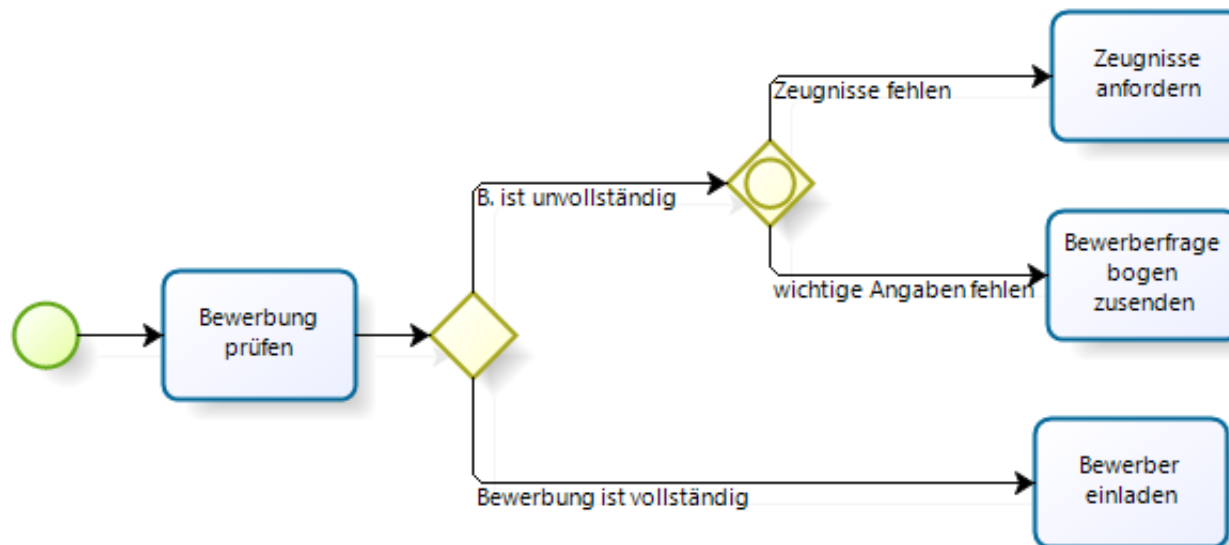 Zeugnisse
anfordern
Zeugnisse fehlen
B. ist unvollständig
Bewerberfrage
bogen
zusenden
wichtige Angaben fehlen
Bewerbung
prüfen
Bewerber
einladen
Bewerbung ist vollständig